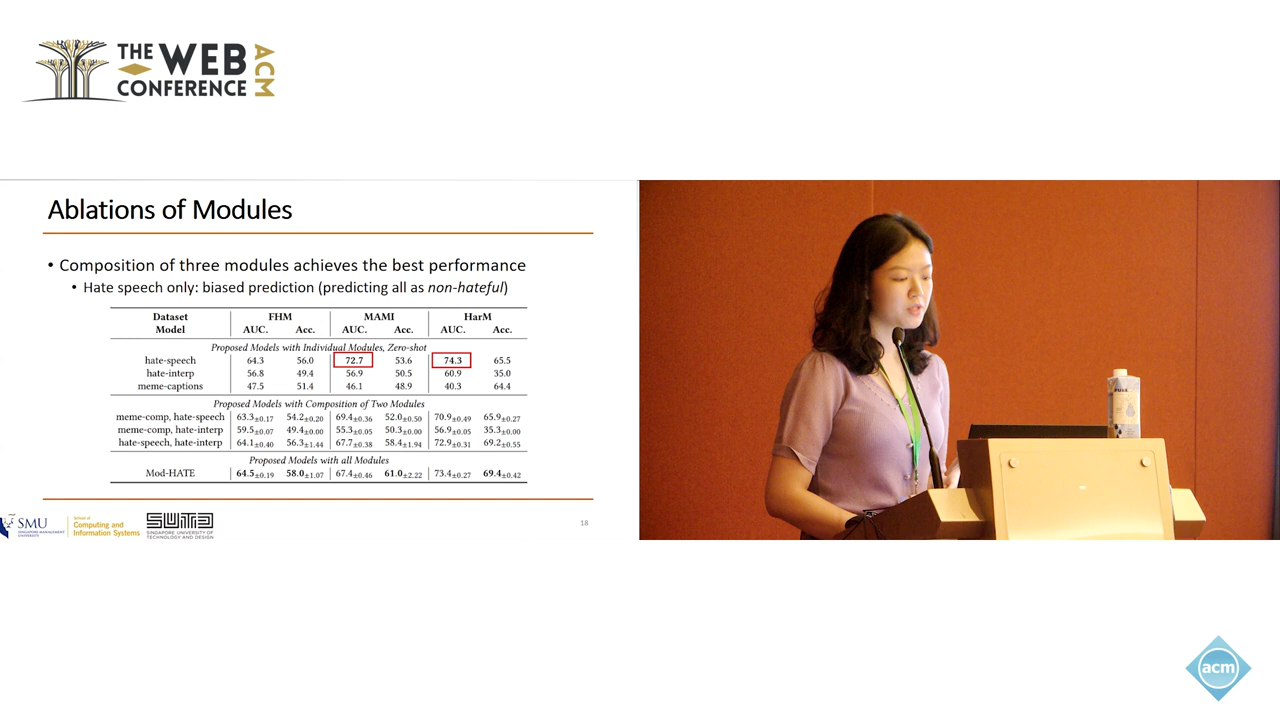 THE WEB
CONFERENCE
ACM
Ablations of Modules
• Composition of three modules achieves the best performance
• Hate speech only: biased prediction (predicting all as non-hateful)
Dataset FHM MAMI HarM
Model AUC. Acc. AUC. Acc. AUC. Acc.
Proposed Models with Individual Modules, Zero-shot
hate-speech 64.3 56.0 72.7 53.6 74.3 65.5
hate-interp 56.8 49.4 56.9 50.5 60.9 35.0
meme-captions 47.5 51.4 46.1 48.9 40.3 64.4
Proposed Models with Composition of Two Modules
meme-comp, hate-speech 63.3±0.17 54.2±0.20 69.4±0.36 52.0±0.50 70.9±0.49 65.9±0.27
meme-comp, hate-interp 59.5±0.07 49.4±0.00 55.3±0.05 50.3±0.00 56.9±0.05 35.3±0.00
hate-speech, hate-interp 64.1±0.40 56.3±1.44 67.7±0.38 58.4±1.94 72.9±0.31 69.2±0.55
Proposed Models with all Modules
Mod-HATE 64.5±0.19 58.0±1.07 67.4±0.46 61.0±2.22 73.4±0.27 69.4±0.42
SMU
SINGAPORE MANAGEMENT
UNIVERSITY
School of
Computing and
Information Systems
SUTD
SINGAPORE UNIVERSITY OF
TECHNOLOGY AND DESIGN
18
acm